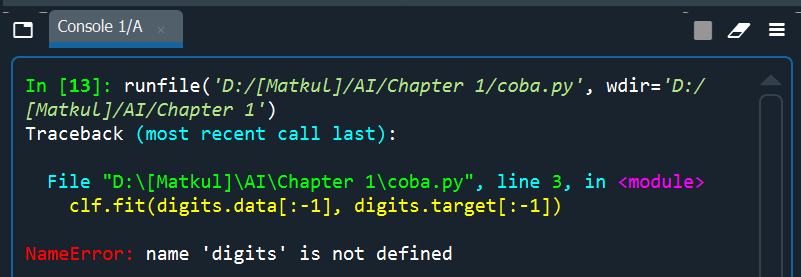 Console 1/A
In [13]: runfile('D:/[Matkul]/AI/Chapter 1/coba.py', wdir='D:/
[Matkul]/AI/Chapter 1')
Traceback (most recent call last):
File "D:\[Matkul]\AI\Chapter 1\coba.py", line 3, in <module>
clf.fit(digits.data[:-1], digits.target[:-1])
NameError: name 'digits' is not defined